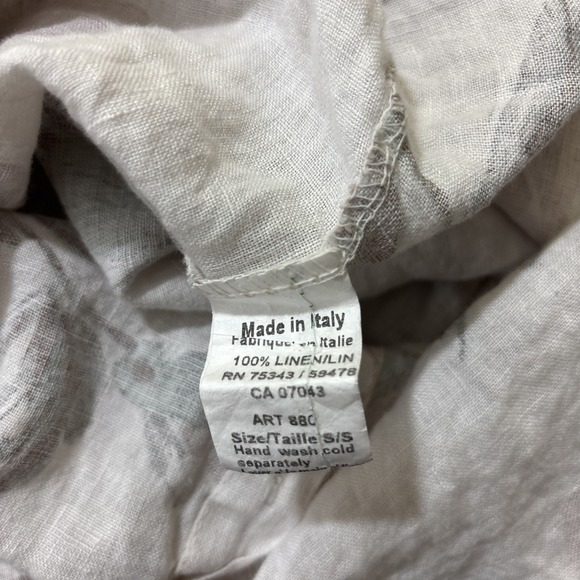 Made in Italy
Fabriqué en Italie
100% LINEN/LIN
RN 75343 / 59478
CA 07043
ART 880
Size/Taille S/S
Hand wash cold
separately